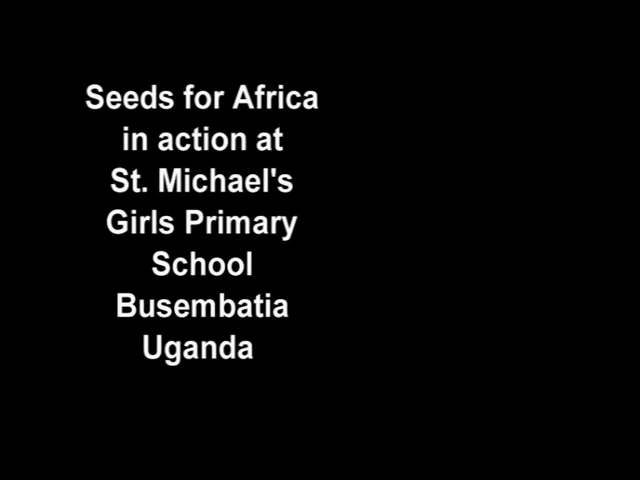 Seeds for Africa
in action at
St. Michael's
Girls Primary
School
Busembatia
Uganda